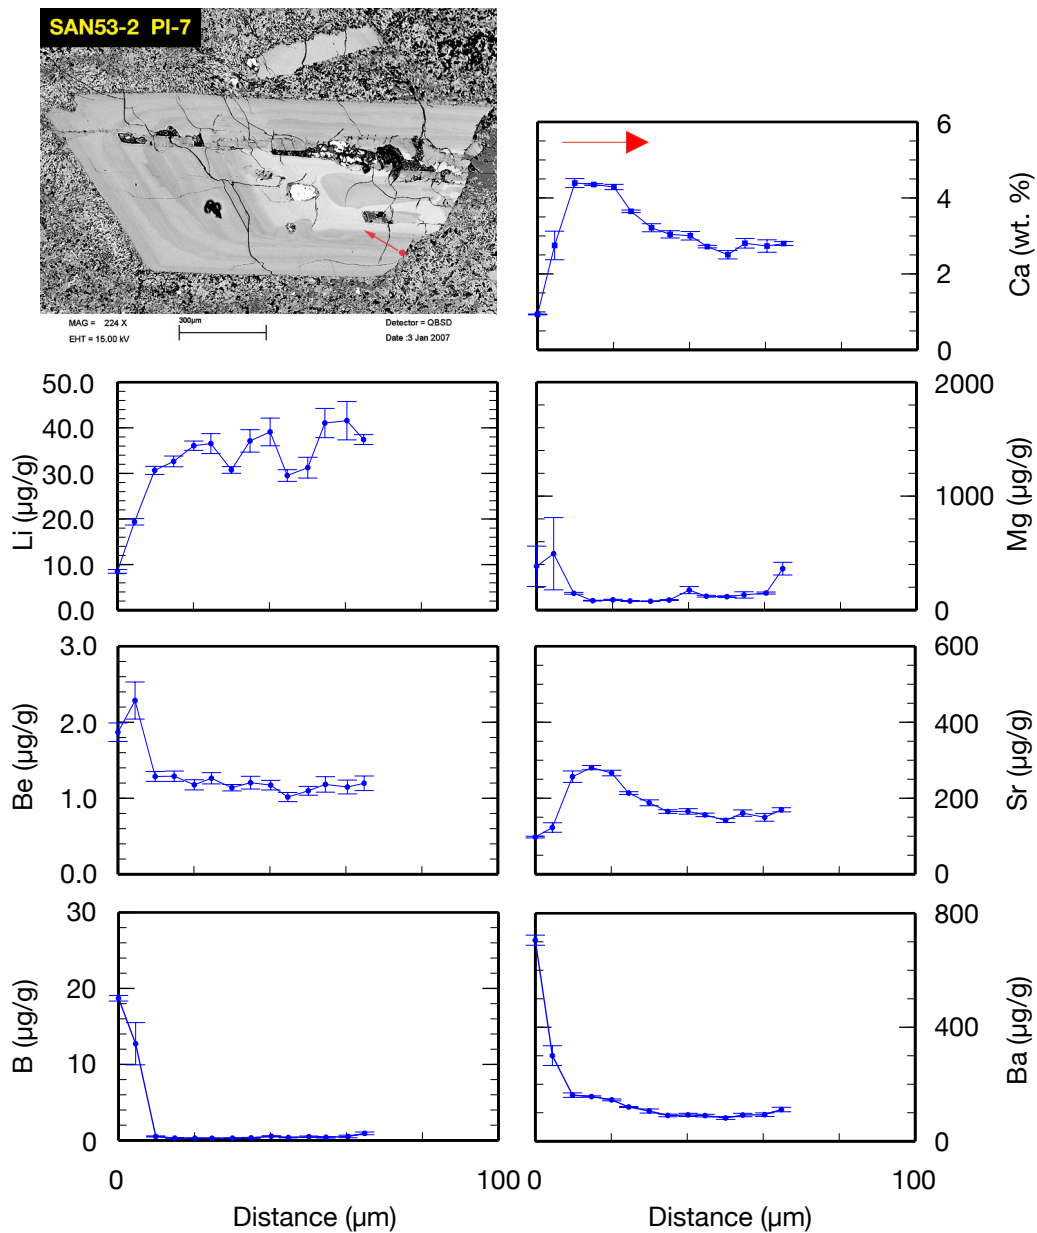 SAN53-2 PI-7
MAG = 224 X
300µm
Detector = QBSD
EHT = 15.00 kV
Date :3 Jan 2007
6
4
2
0
Ca (wt. %)
50.0
40.0
30.0
20.0
10.0
0.0
Li (µg/g)
2000
1000
0
Mg (µg/g)
3.0
2.0
1.0
0.0
Be (µg/g)
600
400
200
0
Sr (µg/g)
30
20
10
0
B (µg/g)
800
400
0
Ba (µg/g)
0
100
0
100
Distance (µm)
Distance (µm)